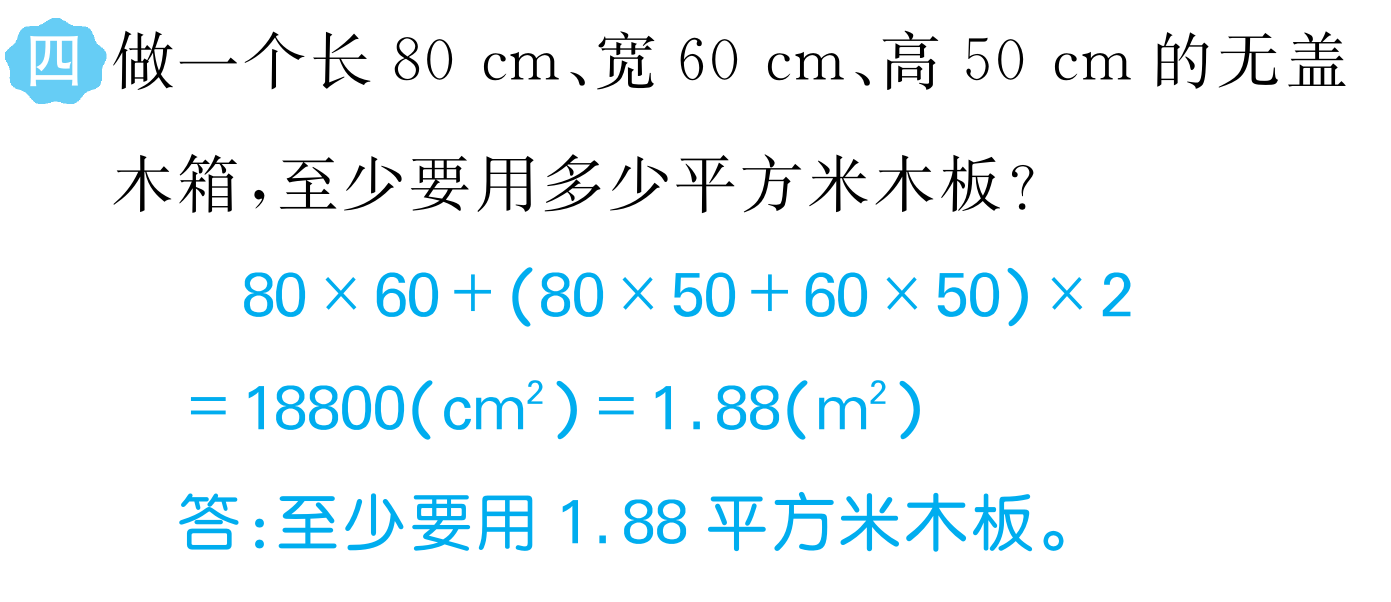 四 做一个长 80 cm、宽 60 cm、高 50 cm 的无盖
木箱,至少要用多少平方米木板?
80×60+(80×50+60×50)×2
=18800(cm²)=1.88(m²)
答:至少要用 1.88 平方米木板。